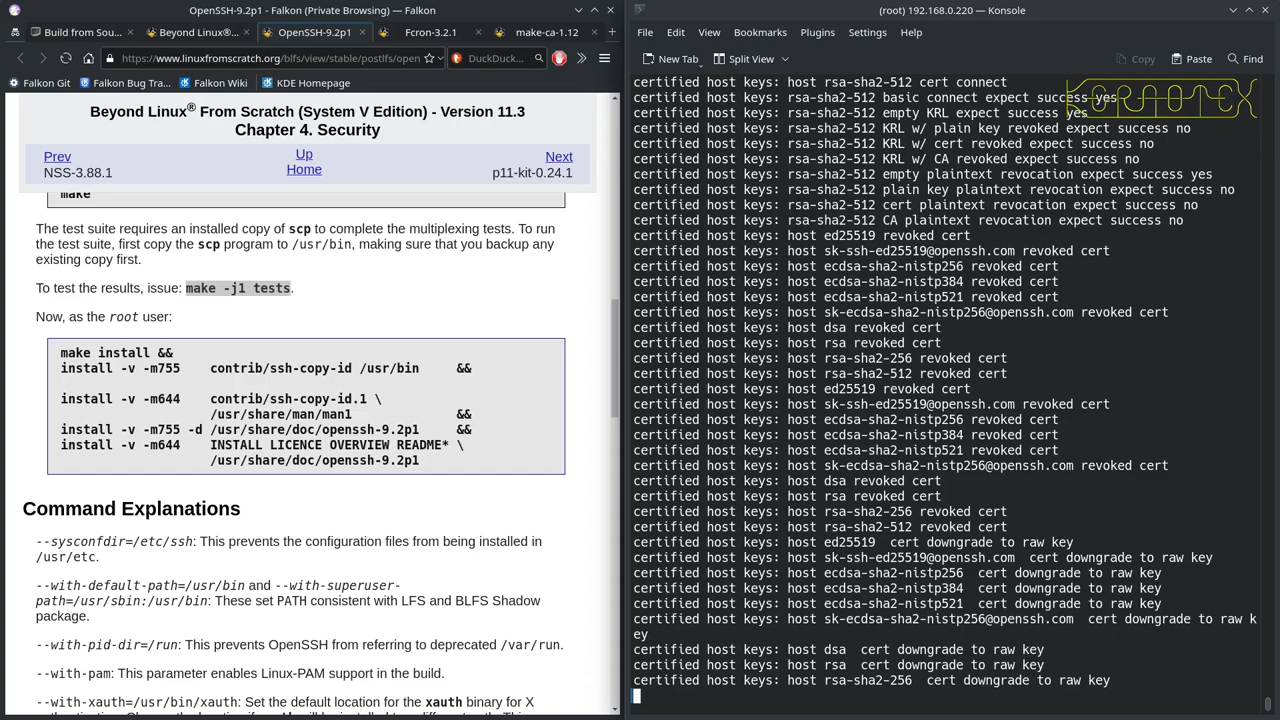 OpenSSH-9.2p1 - Falkon (Private Browsing) — Falkon
Build from Sou...
Beyond Linux®...
OpenSSH-9.2p1
Fcron-3.2.1
make-ca-1.12
https://www.linuxfromscratch.org/blfs/view/stable/postlfs/open
DuckDuck...
Falkon Git
Falkon Bug Tra...
Falkon Wiki
KDE Homepage
Beyond Linux® From Scratch (System V Edition) - Version 11.3
Chapter 4. Security
Prev
Up
Next
NSS-3.88.1
Home
p11-kit-0.24.1
make
The test suite requires an installed copy of scp to complete the multiplexing tests. To run
the test suite, first copy the scp program to /usr/bin, making sure that you backup any
existing copy first.
To test the results, issue: make -j1 tests.
Now, as the root user:
make install &&
install -v -m755    contrib/ssh-copy-id /usr/bin     &&
install -v -m644    contrib/ssh-copy-id.1 \
/usr/share/man/man1              &&
install -v -m755 -d /usr/share/doc/openssh-9.2p1     &&
install -v -m644    INSTALL LICENCE OVERVIEW README* \
/usr/share/doc/openssh-9.2p1
Command Explanations
--sysconfdir=/etc/ssh: This prevents the configuration files from being installed in
/usr/etc.
--with-default-path=/usr/bin and --with-superuser-
path=/usr/sbin:/usr/bin: These set PATH consistent with LFS and BLFS Shadow
package.
--with-pid-dir=/run: This prevents OpenSSH from referring to deprecated /var/run.
--with-pam: This parameter enables Linux-PAM support in the build.
--with-xauth=/usr/bin/xauth: Set the default location for the xauth binary for X
(root) 192.168.0.220 — Konsole
File Edit View Bookmarks Plugins Settings Help
New Tab
Split View
Copy
Paste
Find
certified host keys: host rsa-sha2-512 cert connect
certified host keys: rsa-sha2-512 basic connect expect success yes
certified host keys: rsa-sha2-512 empty KRL expect success yes
certified host keys: rsa-sha2-512 KRL w/ plain key revoked expect success no
certified host keys: rsa-sha2-512 KRL w/ cert revoked expect success no
certified host keys: rsa-sha2-512 KRL w/ CA revoked expect success no
certified host keys: rsa-sha2-512 empty plaintext revocation expect success yes
certified host keys: rsa-sha2-512 plain key plaintext revocation expect success no
certified host keys: rsa-sha2-512 cert plaintext revocation expect success no
certified host keys: rsa-sha2-512 CA plaintext revocation expect success no
certified host keys: host ed25519 revoked cert
certified host keys: host sk-ssh-ed25519@openssh.com revoked cert
certified host keys: host ecdsa-sha2-nistp256 revoked cert
certified host keys: host ecdsa-sha2-nistp384 revoked cert
certified host keys: host ecdsa-sha2-nistp521 revoked cert
certified host keys: host sk-ecdsa-sha2-nistp256@openssh.com revoked cert
certified host keys: host dsa revoked cert
certified host keys: host rsa revoked cert
certified host keys: host rsa-sha2-256 revoked cert
certified host keys: host rsa-sha2-512 revoked cert
certified host keys: host ed25519 revoked cert
certified host keys: host sk-ssh-ed25519@openssh.com revoked cert
certified host keys: host ecdsa-sha2-nistp256 revoked cert
certified host keys: host ecdsa-sha2-nistp384 revoked cert
certified host keys: host ecdsa-sha2-nistp521 revoked cert
certified host keys: host sk-ecdsa-sha2-nistp256@openssh.com revoked cert
certified host keys: host dsa revoked cert
certified host keys: host rsa revoked cert
certified host keys: host rsa-sha2-256 revoked cert
certified host keys: host rsa-sha2-512 revoked cert
certified host keys: host ed25519  cert downgrade to raw key
certified host keys: host sk-ssh-ed25519@openssh.com  cert downgrade to raw key
certified host keys: host ecdsa-sha2-nistp256  cert downgrade to raw key
certified host keys: host ecdsa-sha2-nistp384  cert downgrade to raw key
certified host keys: host ecdsa-sha2-nistp521  cert downgrade to raw key
certified host keys: host sk-ecdsa-sha2-nistp256@openssh.com  cert downgrade to raw k
ey
certified host keys: host dsa  cert downgrade to raw key
certified host keys: host rsa  cert downgrade to raw key
certified host keys: host rsa-sha2-256  cert downgrade to raw key